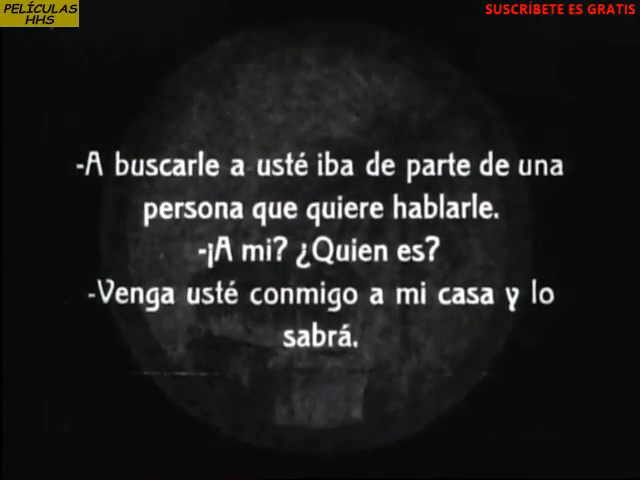 PELÍCULAS
HHS
SUSCRÍBETE ES GRATIS
-A buscarle a usté iba de parte de una
persona que quiere hablarle.
-¡A mi? ¿Quien es?
-Venga usté conmigo a mi casa y lo
sabrá.